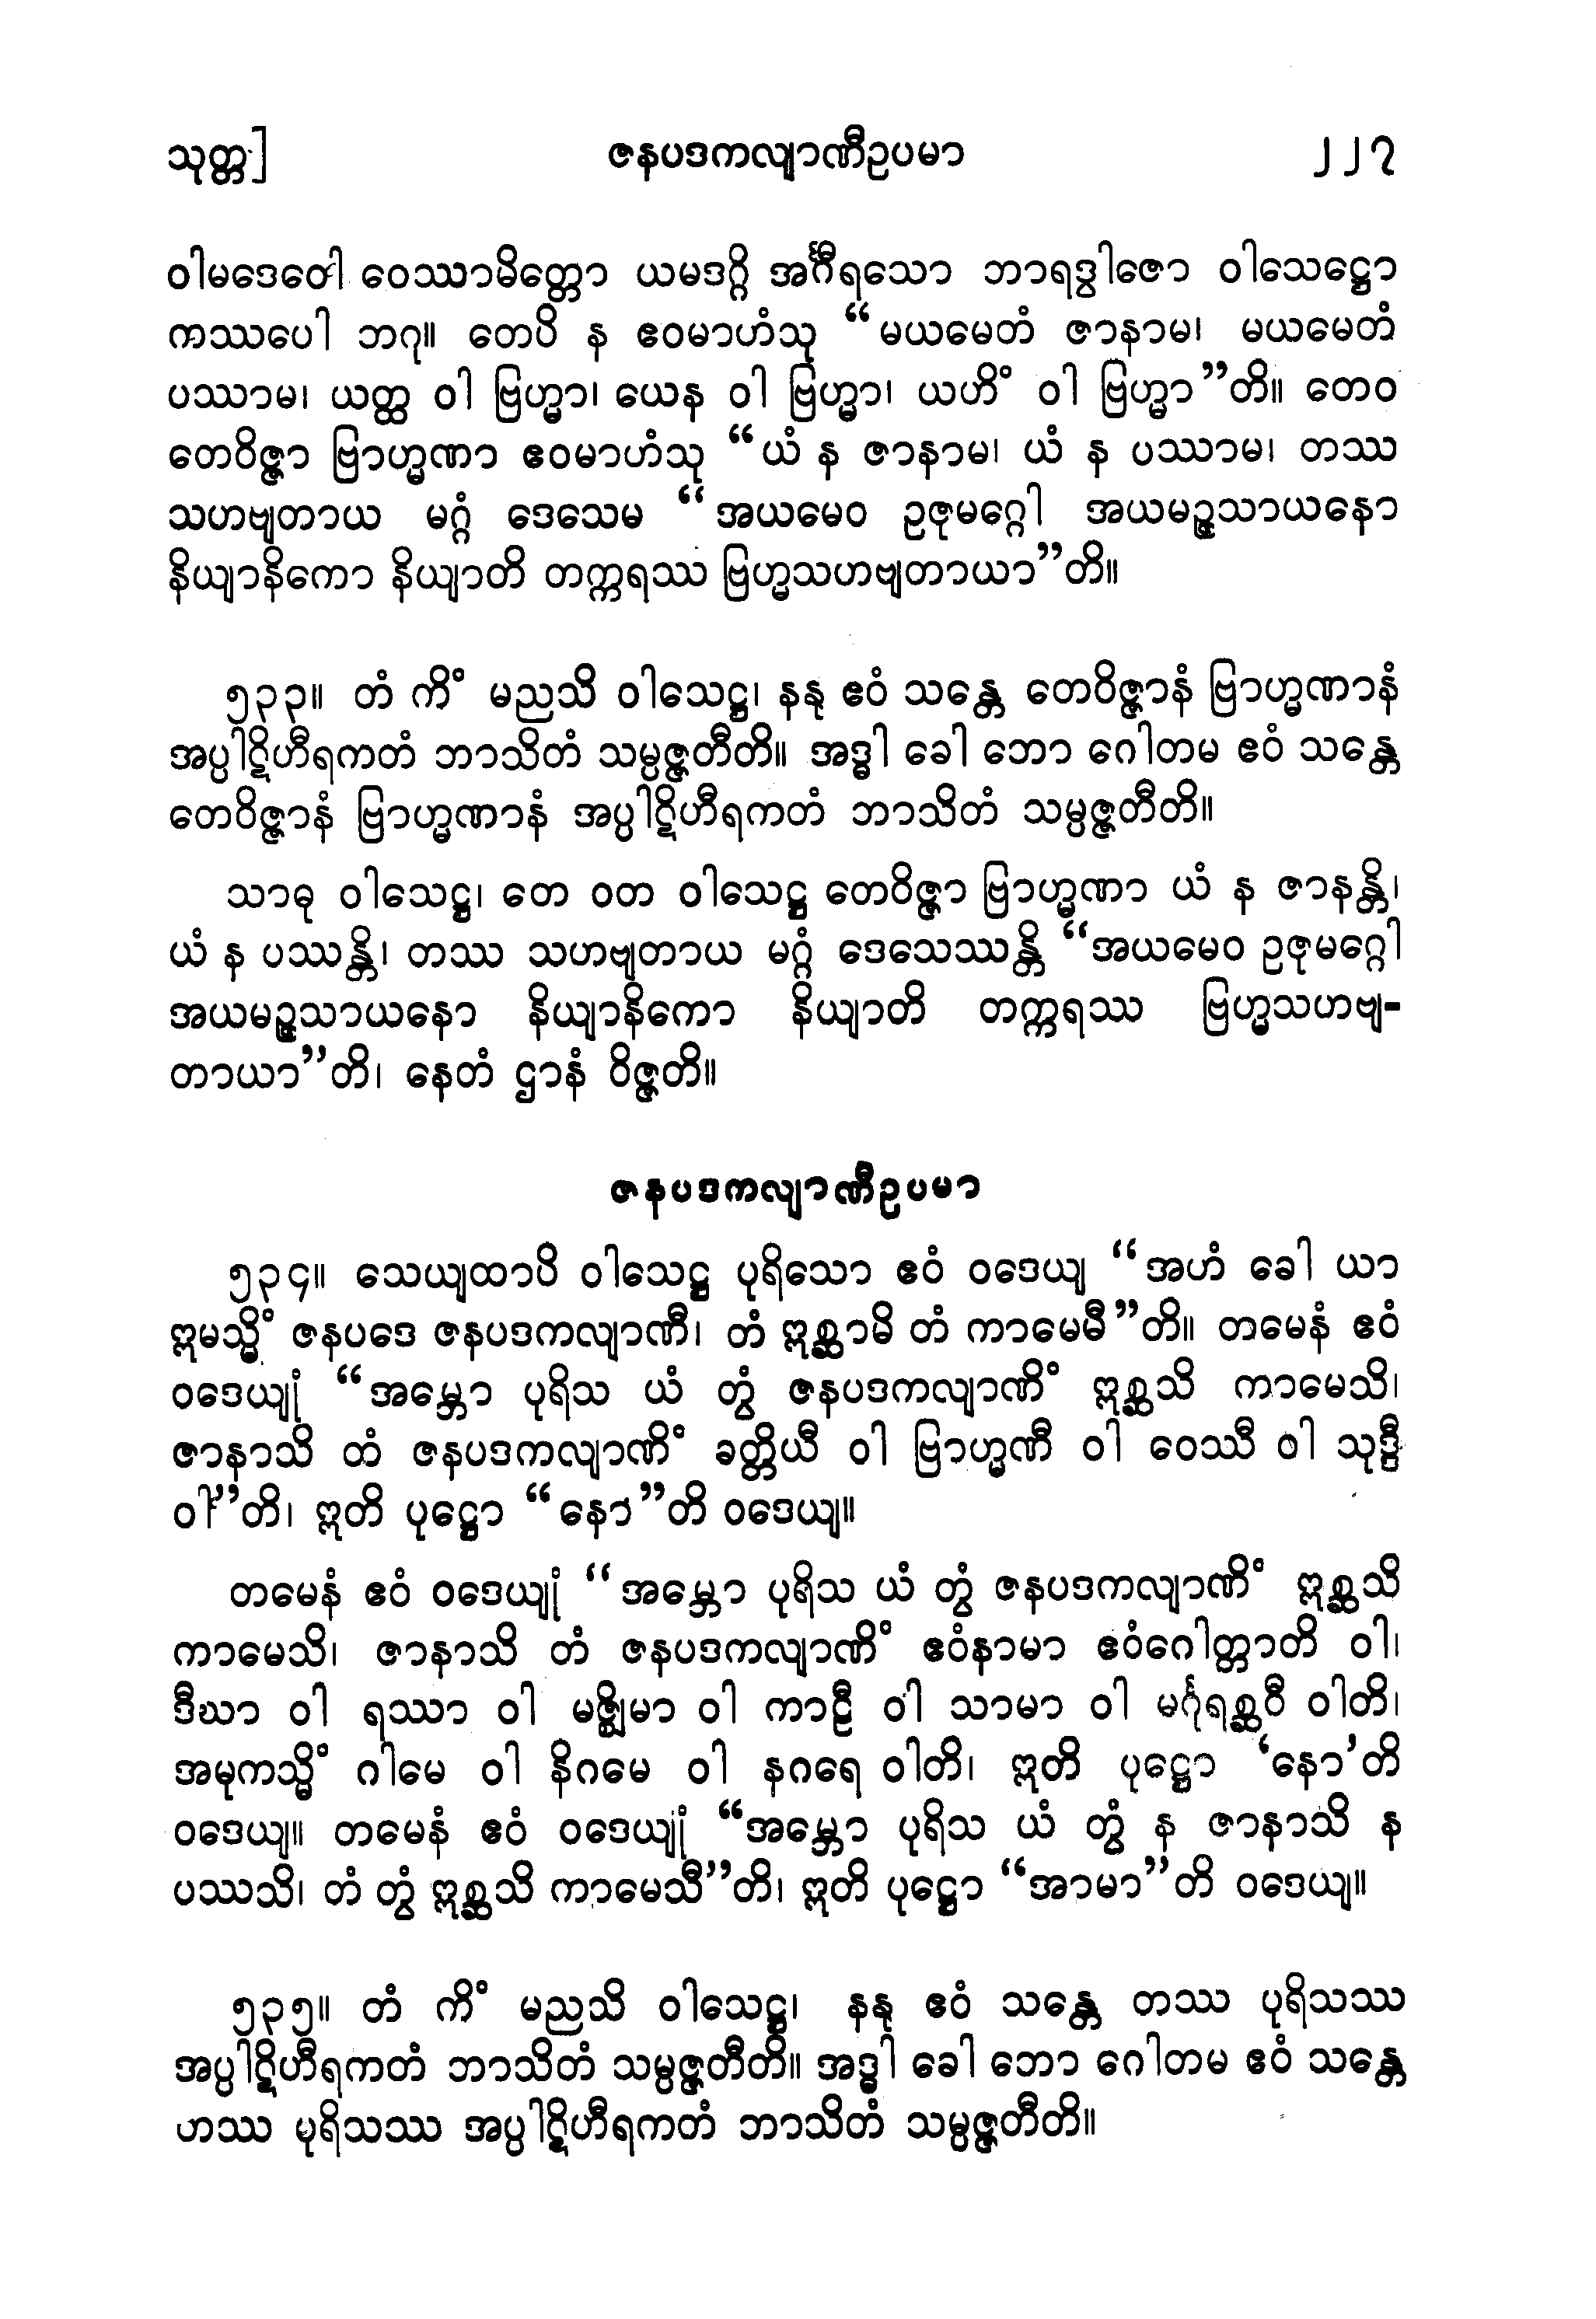 သုတ္တ] ဇနပဒကလျာဏီဥပမာ ၂၂၇
ဝါမဒေဝေါ ဝေဿာမိတ္တော ယမဒဂ္ဂိ အင်္ဂီရသော ဘာရဒ္ဝါဇော ဝါသေဋ္ဌော
ကဿပေါ ဘဂု။ တေပိ န ဧဝမာဟံသု “မယမေတံ ဇာနာမ၊ မယမေတံ
ပဿာမ၊ ယတ္ထ ဝါ ဗြဟ္မာ၊ ယေန ဝါ ဗြဟ္မာ၊ ယဟိံ ဝါ ဗြဟ္မာ”တိ။ တေဝ
တေဝိဇ္ဇာ ဗြာဟ္မဏာ ဧဝမာဟံသု “ယံ န ဇာနာမ၊ ယံ န ပဿာမ၊ တဿ
သဟဗျတာယ မဂ္ဂံ ဒေသေမ “အယမေဝ ဥဇုမဂ္ဂေါ အယမဉ္ဇသာယနော
နိယျာနိကော နိယျာတိ တက္ကရဿ ဗြဟ္မသဟဗျတာယာ”တိ။
၅၃၃။ တံ ကိံ မညသိ ဝါသေဋ္ဌ၊ နနု ဧဝံ သန္တေ တေဝိဇ္ဇာနံ ဗြာဟ္မဏာနံ
အပ္ပါဋိဟီရကတံ ဘာသိတံ သမ္ပဇ္ဇတီတိ။ အဒ္ဓါ ခေါ ဘော ဂေါတမ ဧဝံ သန္တေ
တေဝိဇ္ဇာနံ ဗြာဟ္မဏာနံ အပ္ပါဋိဟီရကတံ ဘာသိတံ သမ္ပဇ္ဇတီတိ။
သာဓု ဝါသေဋ္ဌ၊ တေ ဝတ ဝါသေဋ္ဌ တေဝိဇ္ဇာ ဗြာဟ္မဏာ ယံ န ဇာနန္တိ၊
ယံ န ပဿန္တိ၊ တဿ သဟဗျတာယ မဂ္ဂံ ဒေသေဿန္တိ “အယမေဝ ဥဇုမဂ္ဂေါ
အယမဉ္ဇသာယနော နိယျာနိကော နိယျာတိ တက္ကရဿ ဗြဟ္မသဟဗျ-
တာယာ”တိ၊ နေတံ ဌာနံ ဝိဇ္ဇတိ။
ဇနပဒကလျာဏီဥပမာ
၅၃၄။ သေယျထာပိ ဝါသေဋ္ဌ ပုရိသော ဧဝံ ဝဒေယျ “အဟံ ခေါ ယာ
ဣမသ္မိံ ဇနပဒေ ဇနပဒကလျာဏီ၊ တံ ဣစ္ဆာမိ တံ ကာမေမီ”တိ။ တမေနံ ဧဝံ
ဝဒေယျုံ “အမ္ဘော ပုရိသ ယံ တွံ ဇနပဒကလျာဏိံ ဣစ္ဆသိ ကာမေသိ၊
ဇာနာသိ တံ ဇနပဒကလျာဏိံ ခတ္တိယီ ဝါ ဗြာဟ္မဏီ ဝါ ဝေဿီ ဝါ သုဒ္ဒီ
ဝါ”တိ၊ ဣတိ ပုဋ္ဌော “နော”တိ ဝဒေယျ။
တမေနံ ဧဝံ ဝဒေယျုံ “အမ္ဘော ပုရိသ ယံ တွံ ဇနပဒကလျာဏိံ ဣစ္ဆသိ
ကာမေသိ၊ ဇာနာသိ တံ ဇနပဒကလျာဏိံ ဧဝံနာမာ ဧဝံဂေါတ္တာတိ ဝါ၊
ဒီဃာ ဝါ ရဿာ ဝါ မဇ္ဈိမာ ဝါ ကာဠီ ဝါ သာမာ ဝါ မင်္ဂုရစ္ဆဝီ ဝါတိ၊
အမုကသ္မိံ ဂါမေ ဝါ နိဂမေ ဝါ နဂရေ ဝါတိ၊ ဣတိ ပုဋ္ဌော ‘နော’တိ
ဝဒေယျ။ တမေနံ ဧဝံ ဝဒေယျုံ “အမ္ဘော ပုရိသ ယံ တွံ န ဇာနာသိ န
ပဿသိ၊ တံ တွံ ဣစ္ဆသိ ကာမေသီ”တိ၊ ဣတိ ပုဋ္ဌော “အာမာ”တိ ဝဒေယျ။
၅၃၅။ တံ ကိံ မညသိ ဝါသေဋ္ဌ၊ နနု ဧဝံ သန္တေ တဿ ပုရိသဿ
အပ္ပါဋိဟီရကတံ ဘာသိတံ သမ္ပဇ္ဇတီတိ။ အဒ္ဓါ ခေါ ဘော ဂေါတမ ဧဝံ သန္တေ
ဟဿ မုရိသဿ အပ္ပါဋိဟီရကတံ ဘာသိတံ သမ္ပဇ္ဇတီတိ။